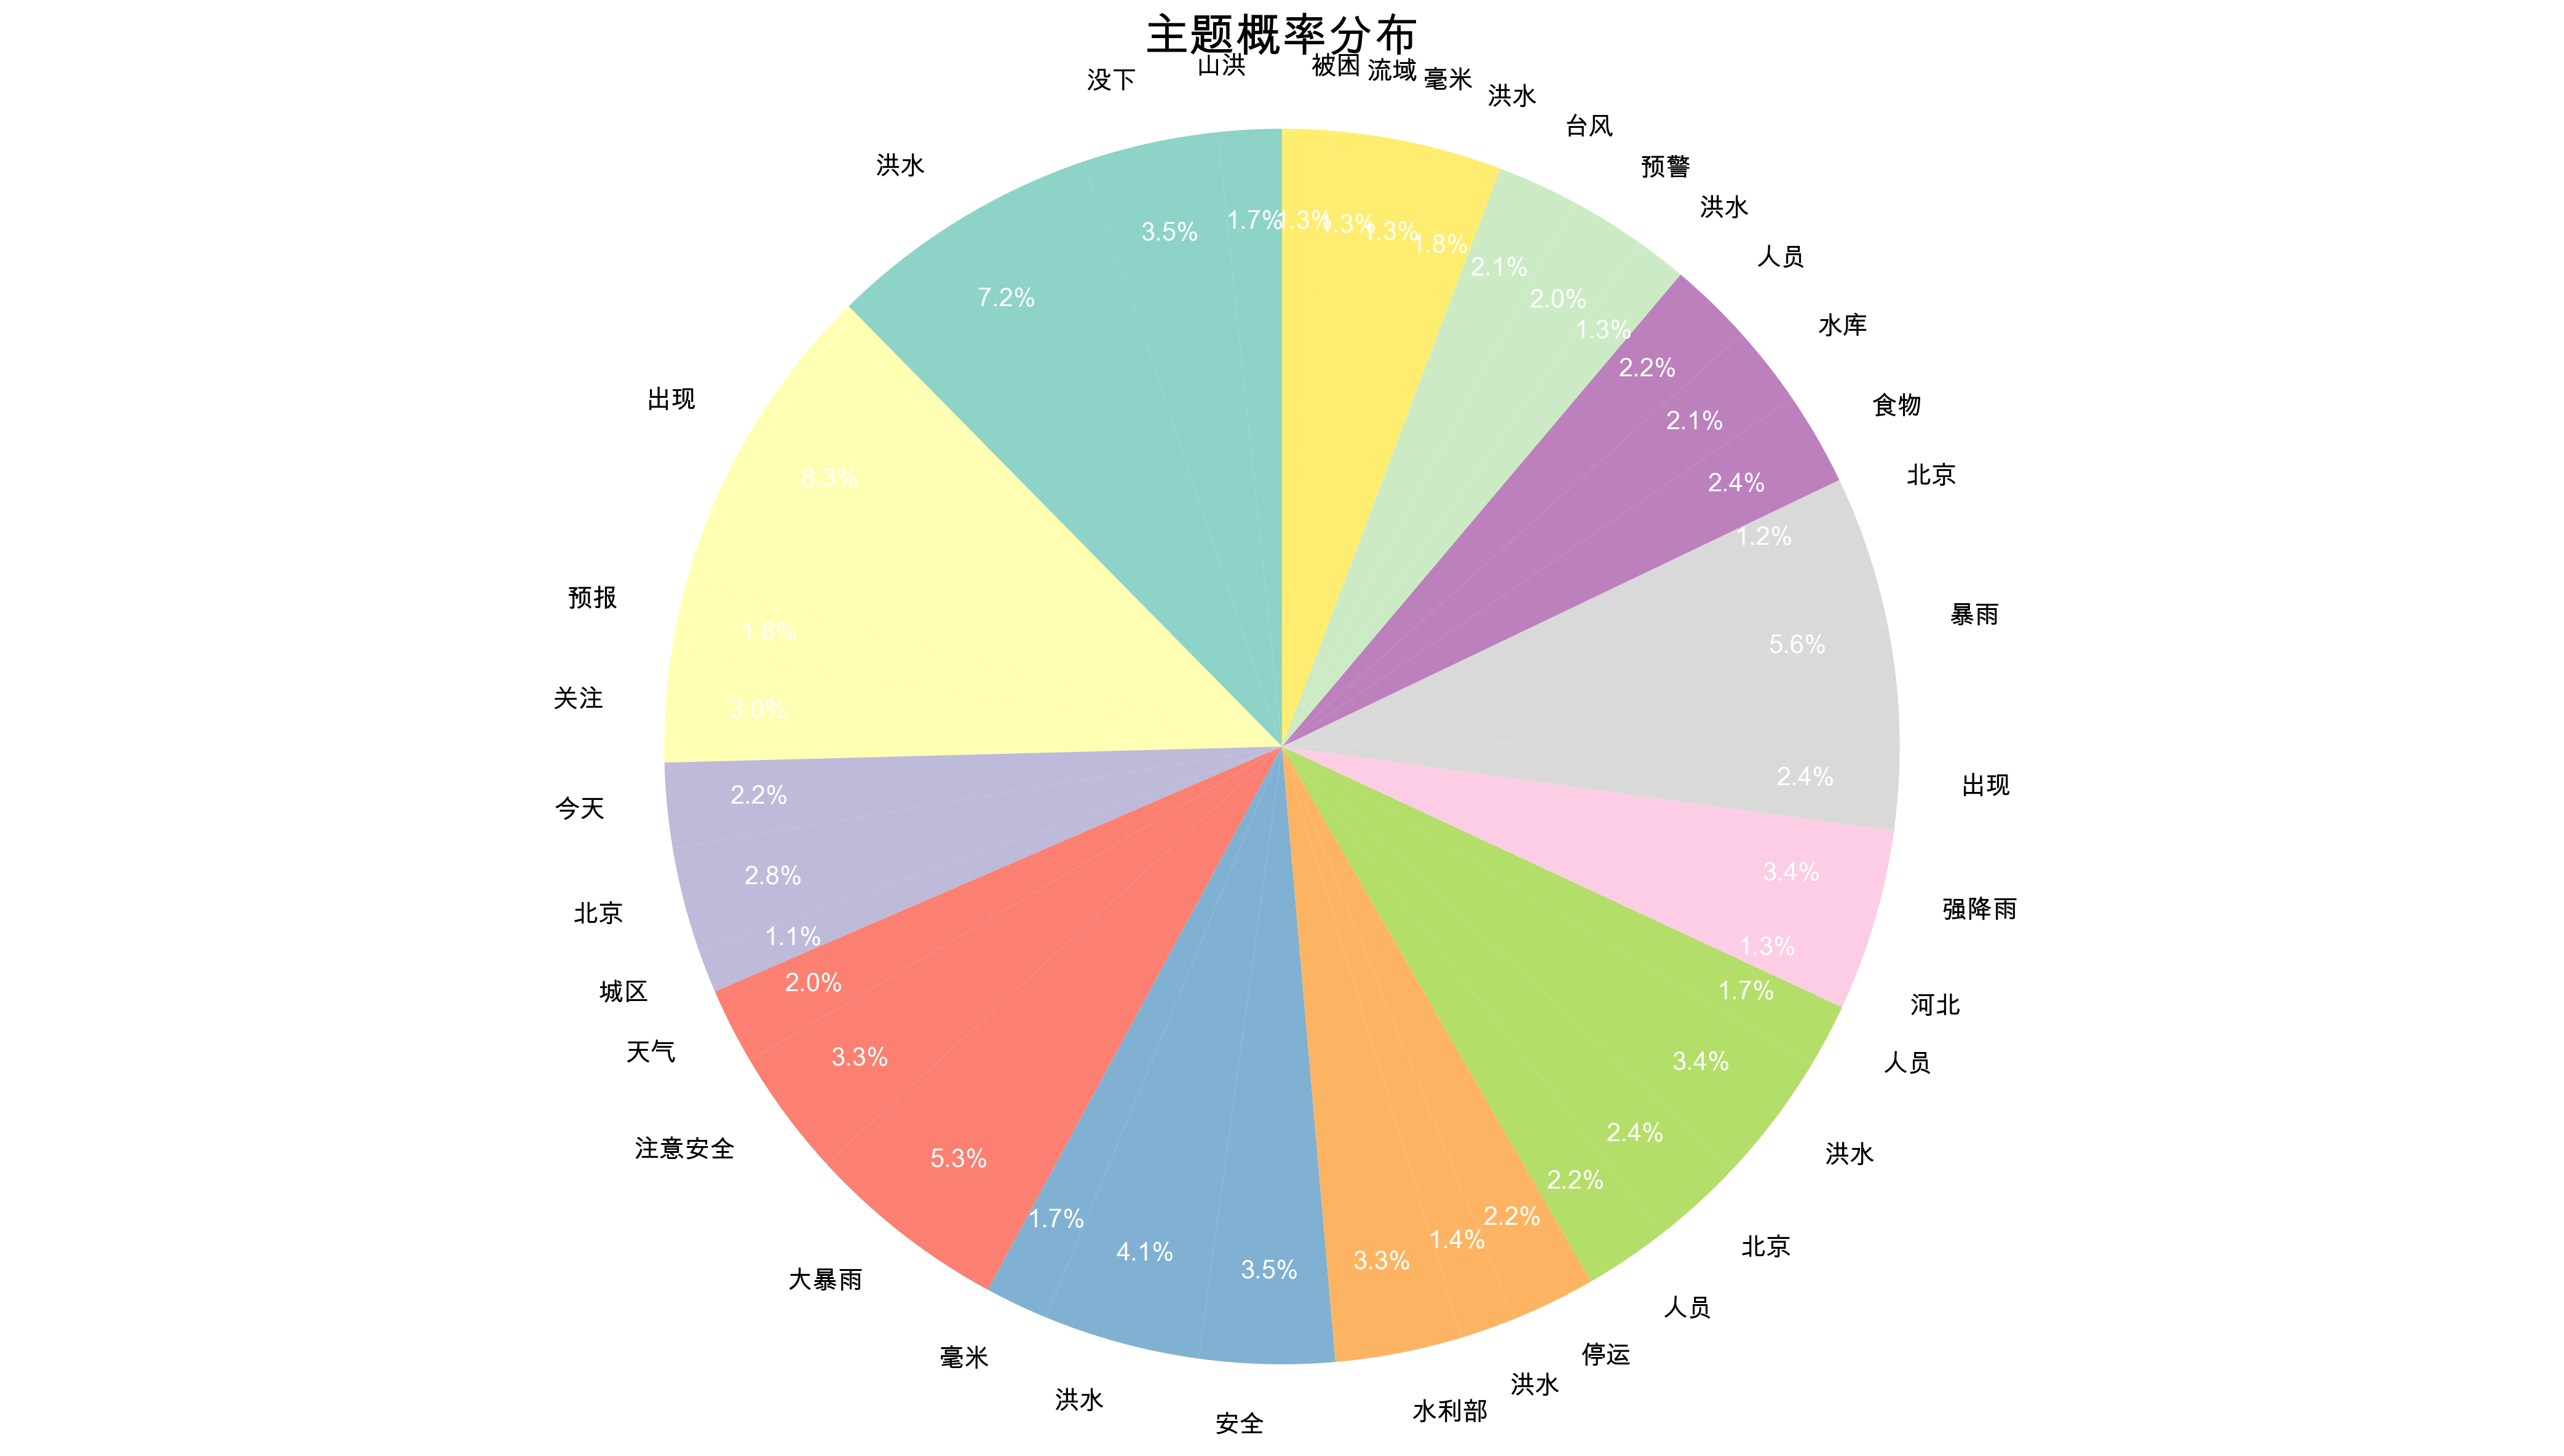 主题概率分布
山洪
1.7%
没下
3.5%
洪水
7.2%
出现
8.3%
预报
1.8%
关注
3.0%
今天
2.2%
北京
2.8%
城区
1.1%
天气
2.0%
注意安全
3.3%
大暴雨
5.3%
毫米
1.7%
洪水
4.1%
安全
3.5%
水利部
3.3%
洪水
1.4%
停运
2.2%
人员
2.2%
北京
2.4%
洪水
3.4%
人员
1.7%
河北
1.3%
强降雨
3.4%
出现
2.4%
暴雨
5.6%
北京
1.2%
食物
2.4%
水库
2.1%
人员
2.2%
洪水
1.3%
预警
2.0%
台风
2.1%
洪水
1.8%
毫米
1.3%
流域
1.3%
被困
1.3%